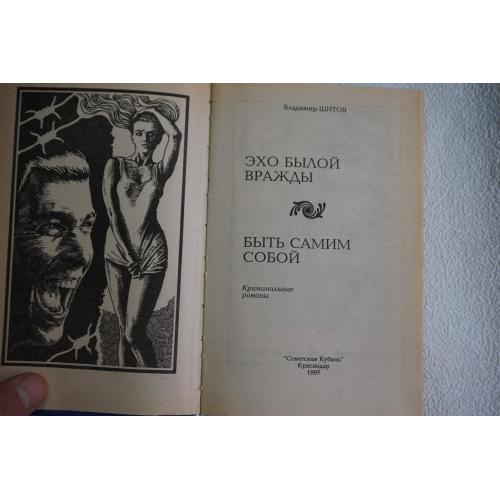 Владимир ШИТОВ
ЭХО БЫЛОЙ
ВРАЖДЫ
БЫТЬ САМИМ
СОБОЙ
Криминальные
романы
"Советская Кубань"
Краснодар
1997